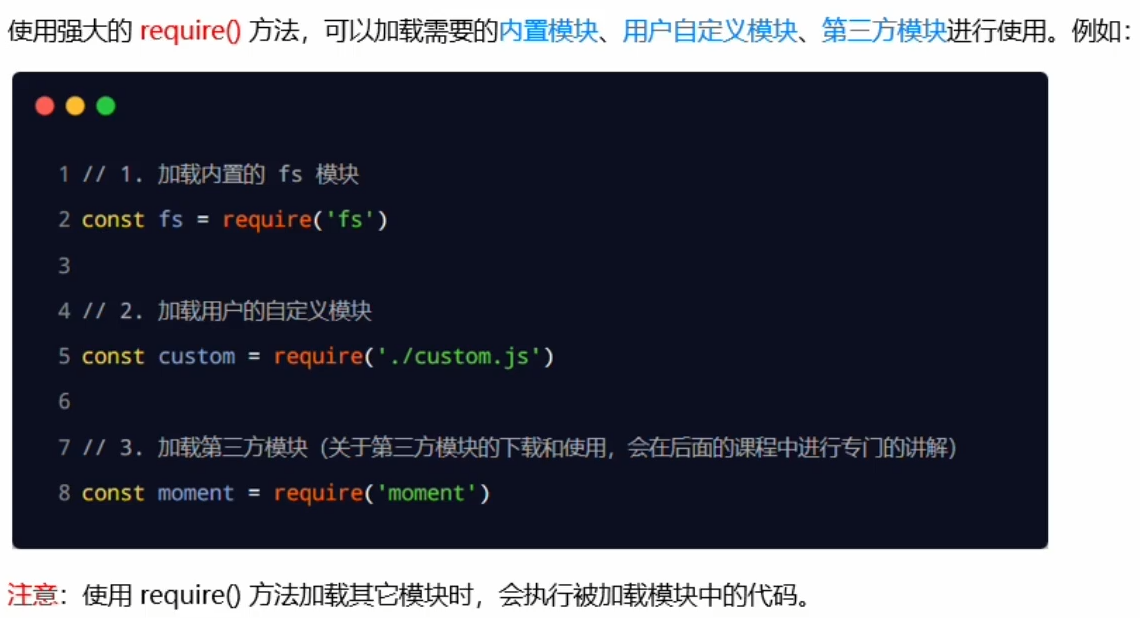 使用强大的 require() 方法，可以加载需要的内置模块、用户自定义模块、第三方模块进行使用。例如：
1 // 1. 加载内置的 fs 模块
2 const fs = require('fs')
3
4 // 2. 加载用户的自定义模块
5 const custom = require('./custom.js')
6
7 // 3. 加载第三方模块（关于第三方模块的下载和使用，会在后面的课程中进行专门的讲解）
8 const moment = require('moment')
注意：使用 require() 方法加载其它模块时，会执行被加载模块中的代码。